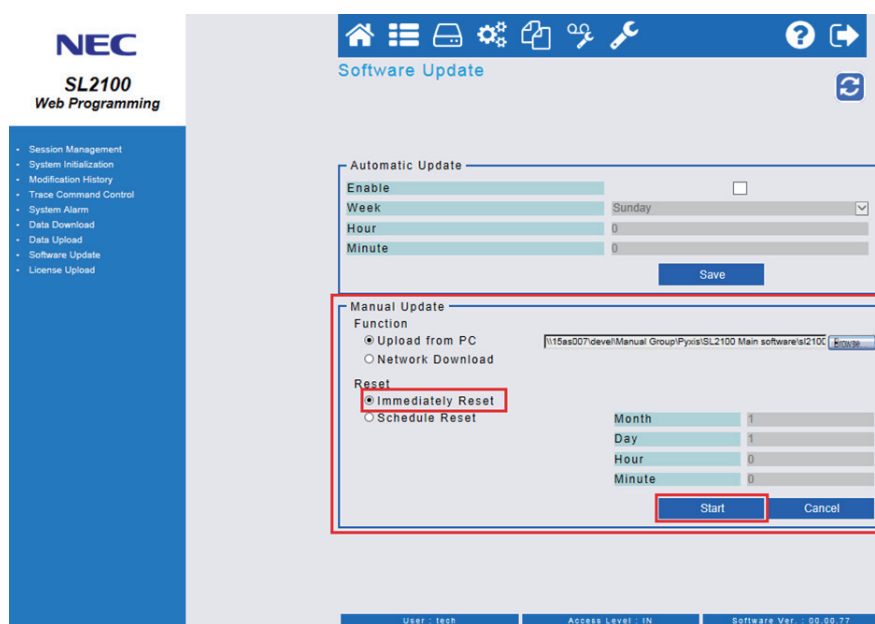 NEC
SL2100
Web Programming
Session Management
System Initialization
Modification History
Trace Command Control
System Alarm
Data Download
Data Upload
Software Update
License Upload
Software Update
Automatic Update
Enable
Week Sunday
Hour 0
Minute 0
Save
Manual Update
Function
Upload from PC \\15as007\devel\Manual Group\Pyxis\SL2100 Main software\sl2100 Browse
Network Download
Reset
Immediately Reset
Schedule Reset
Month 1
Day 1
Hour 0
Minute 0
Start Cancel
User : tech Access Level : IN Software Ver. : 00.00.77